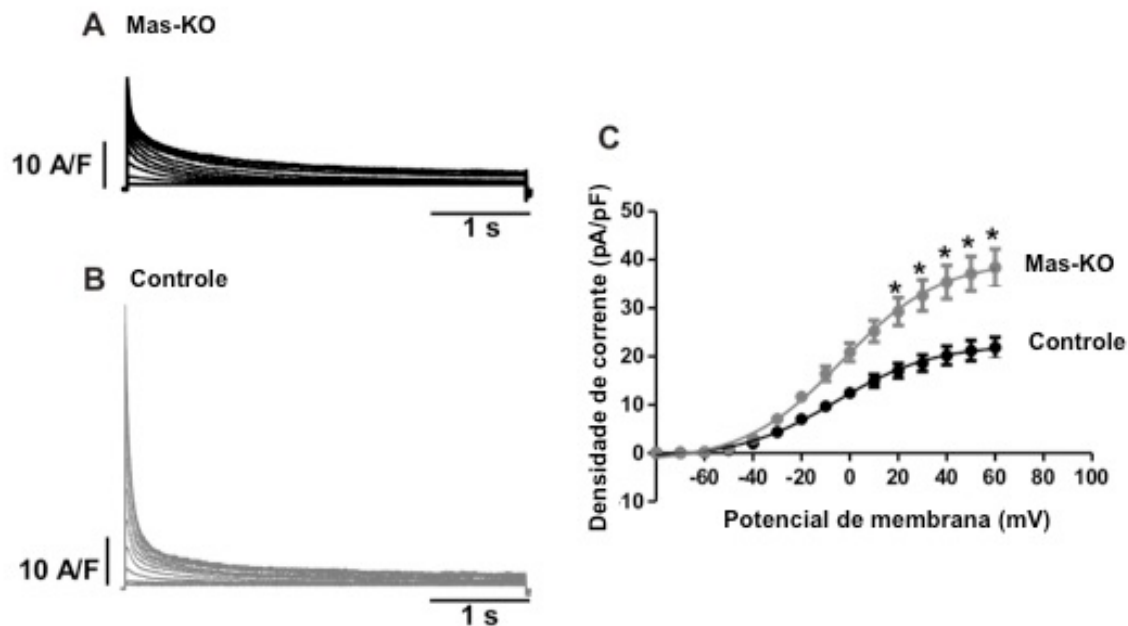 A Mas-KO
10 A/F
1 s
B Controle
10 A/F
1 s
C
Densidade de corrente (pA/pF)
50
40
30
20
10
0
-10
-60 -40 -20 0 20 40 60 80 100
Potencial de membrana (mV)
* * * * *
Mas-KO
Controle